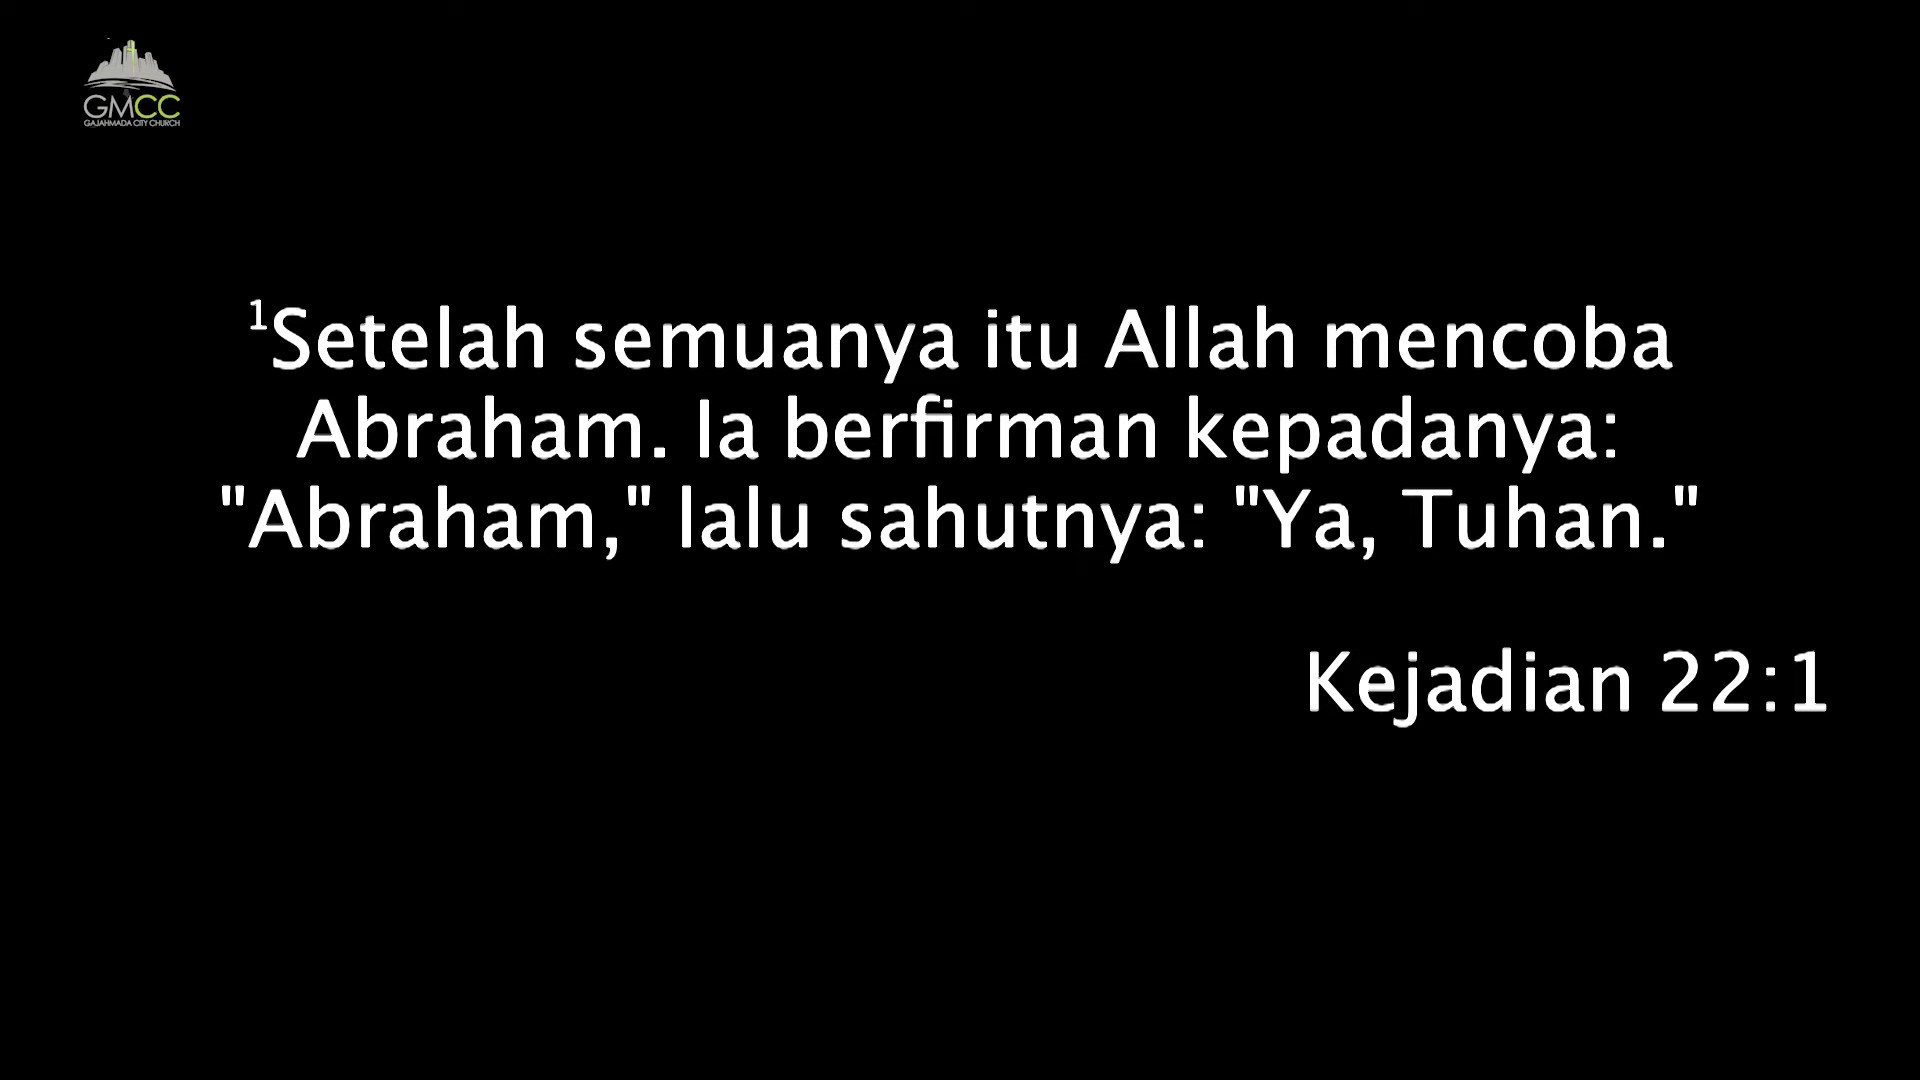 GMCC
GAJAHMADA CITY CHURCH
¹Setelah semuanya itu Allah mencoba
Abraham. Ia berfirman kepadanya:
"Abraham," lalu sahutnya: "Ya, Tuhan."
Kejadian 22:1